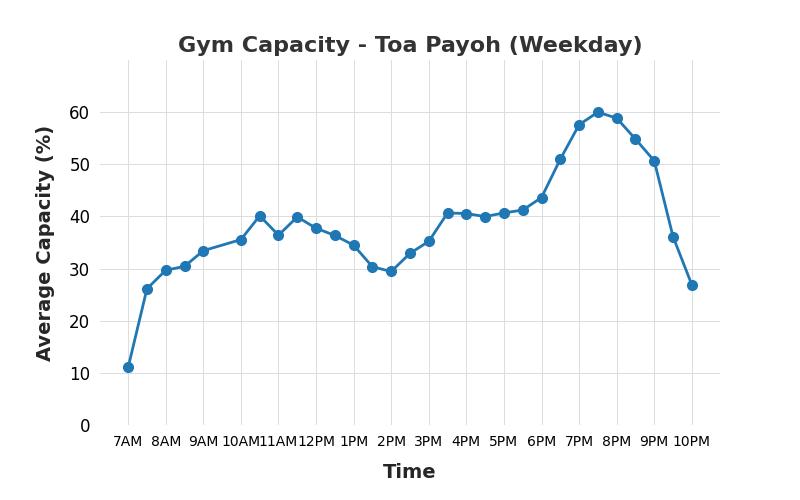 Gym Capacity - Toa Payoh (Weekday)
Average Capacity (%)
60
50
40
30
20
10
0
7AM 8AM 9AM 10AM 11AM 12PM 1PM 2PM 3PM 4PM 5PM 6PM 7PM 8PM 9PM 10PM
Time